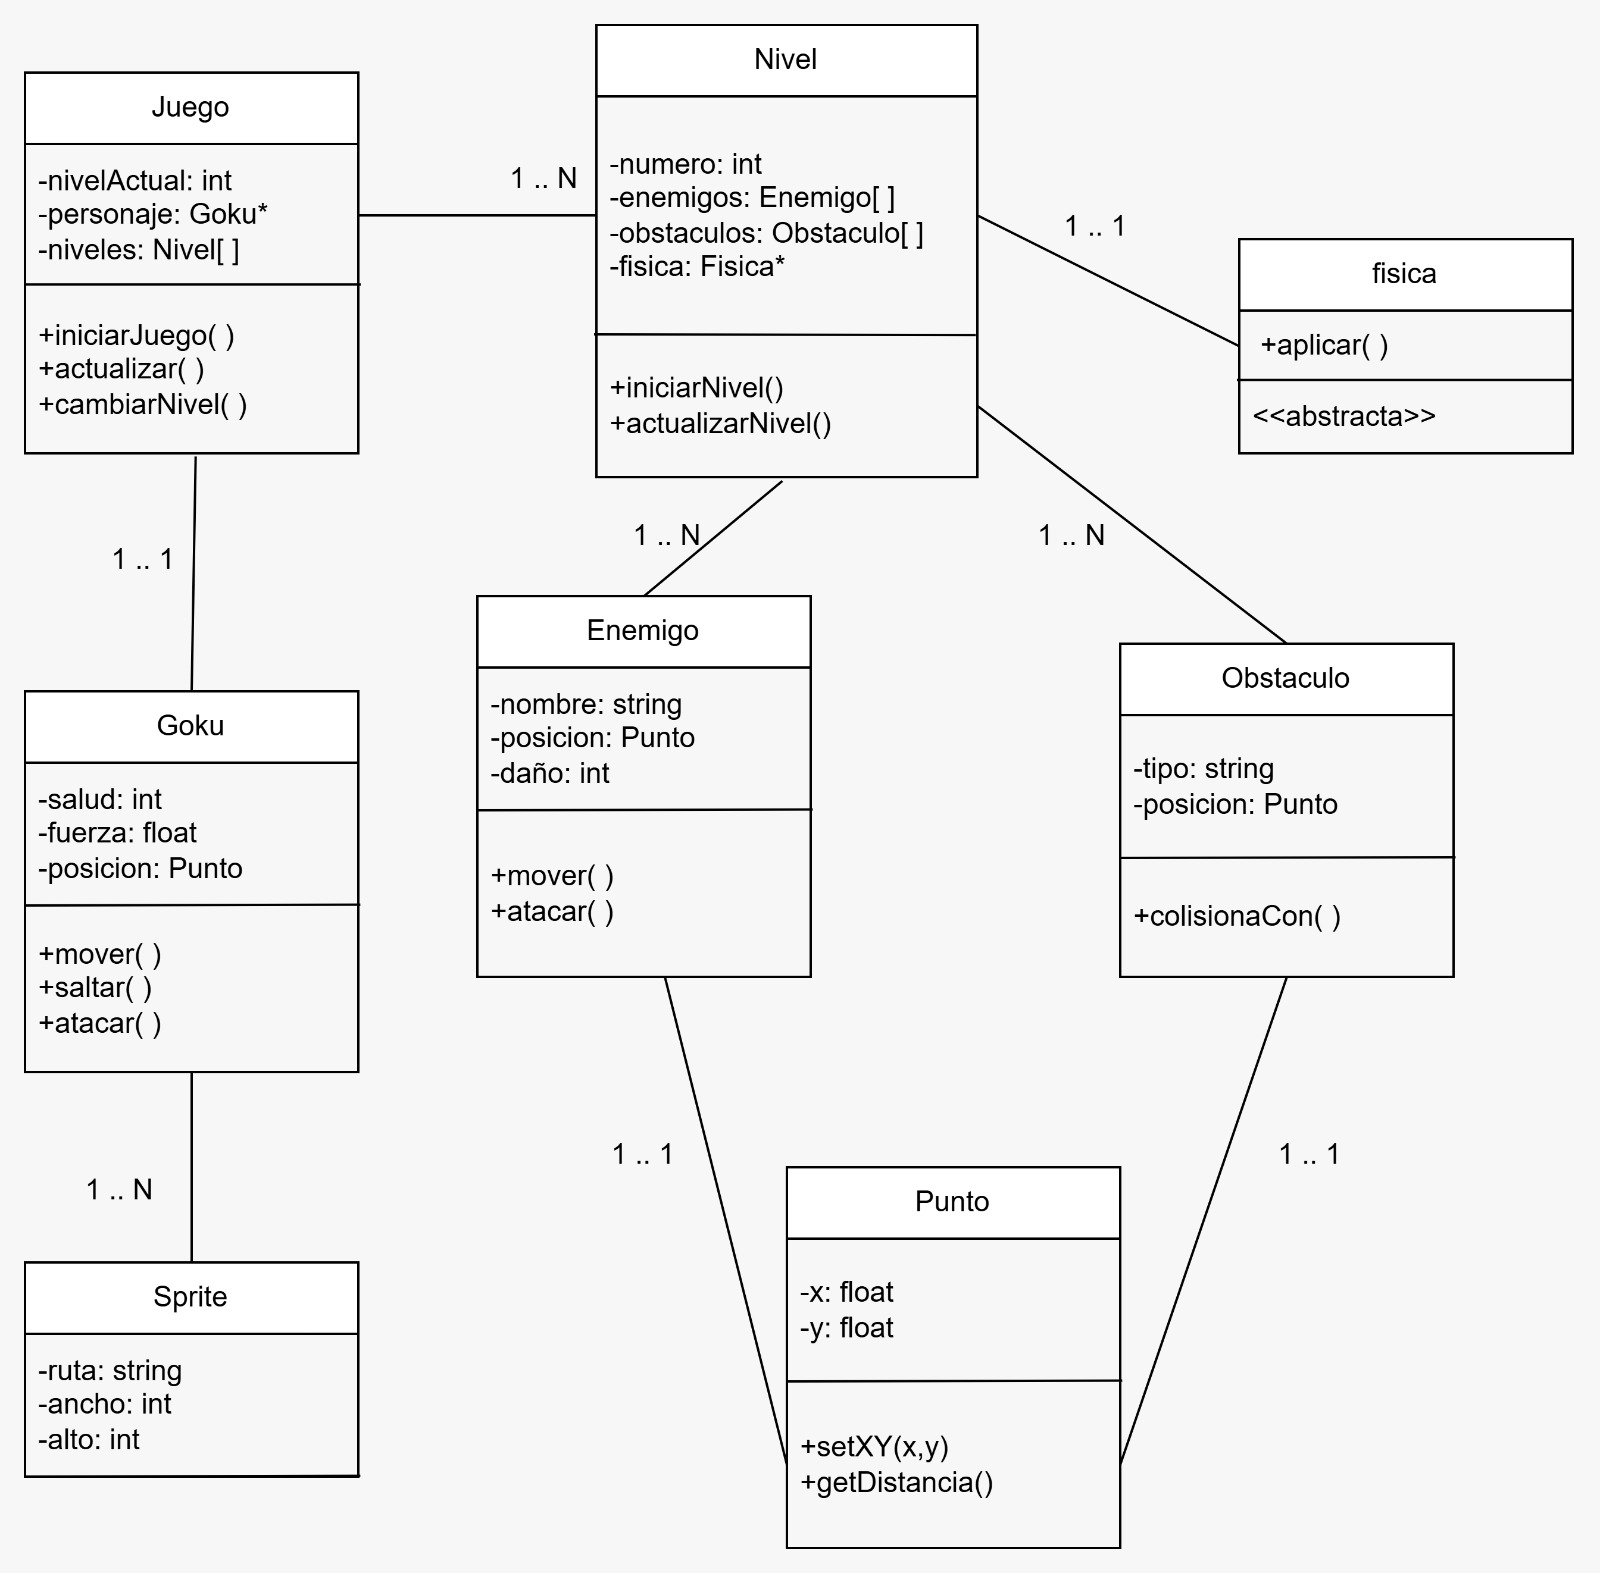 Juego
-nivelActual: int
-personaje: Goku*
-niveles: Nivel[ ]
+iniciarJuego( )
+actualizar( )
+cambiarNivel( )
1 .. N
Nivel
-numero: int
-enemigos: Enemigo[ ]
-obstaculos: Obstaculo[ ]
-fisica: Fisica*
+iniciarNivel()
+actualizarNivel()
1 .. 1
fisica
+aplicar( )
<<abstracta>>
1 .. 1
1 .. N
1 .. N
Goku
-salud: int
-fuerza: float
-posicion: Punto
+mover( )
+saltar( )
+atacar( )
Enemigo
-nombre: string
-posicion: Punto
-daño: int
+mover( )
+atacar( )
Obstaculo
-tipo: string
-posicion: Punto
+colisionaCon( )
1 .. N
1 .. 1
1 .. 1
Sprite
-ruta: string
-ancho: int
-alto: int
Punto
-x: float
-y: float
+setXY(x,y)
+getDistancia()